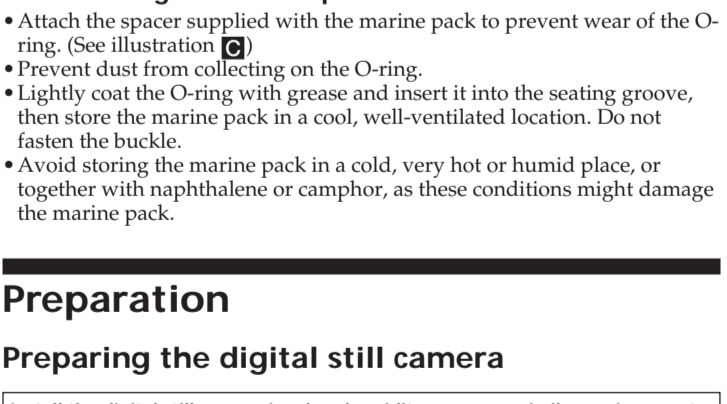 • Attach the spacer supplied with the marine pack to prevent wear of the O-
ring. (See illustration C)
• Prevent dust from collecting on the O-ring.
• Lightly coat the O-ring with grease and insert it into the seating groove,
then store the marine pack in a cool, well-ventilated location. Do not
fasten the buckle.
• Avoid storing the marine pack in a cold, very hot or humid place, or
together with naphthalene or camphor, as these conditions might damage
the marine pack.
Preparation
Preparing the digital still camera